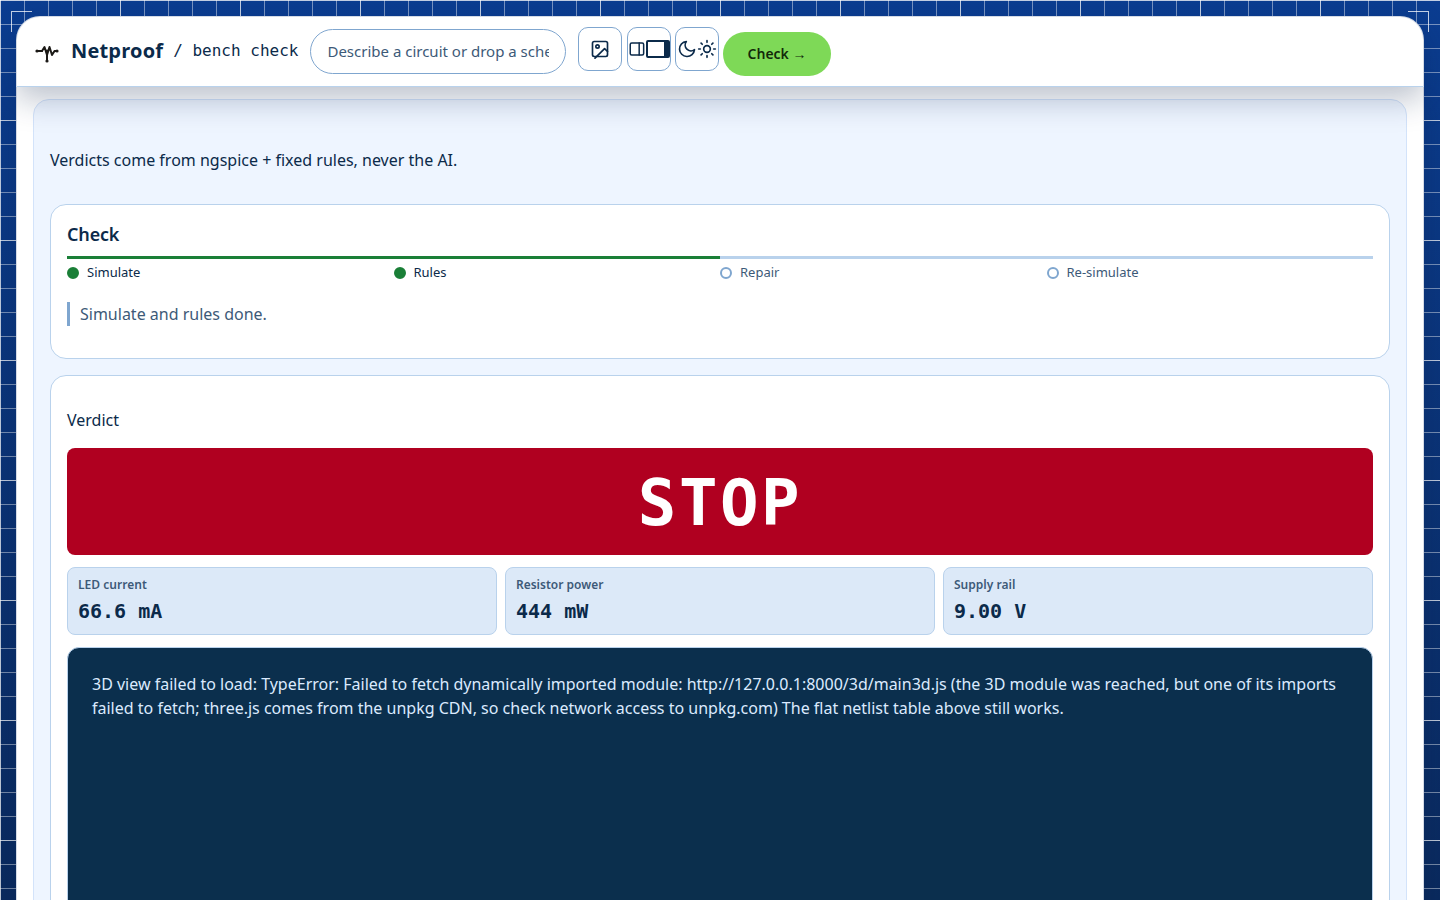 Netproof / bench check
Describe a circuit or drop a sche
Check →
Verdicts come from ngspice + fixed rules, never the AI.
Check
Simulate
Rules
Repair
Re-simulate
Simulate and rules done.
Verdict
STOP
LED current
66.6 mA
Resistor power
444 mW
Supply rail
9.00 V
3D view failed to load: TypeError: Failed to fetch dynamically imported module: http://127.0.0.1:8000/3d/main3d.js (the 3D module was reached, but one of its imports
failed to fetch; three.js comes from the unpkg CDN, so check network access to unpkg.com) The flat netlist table above still works.